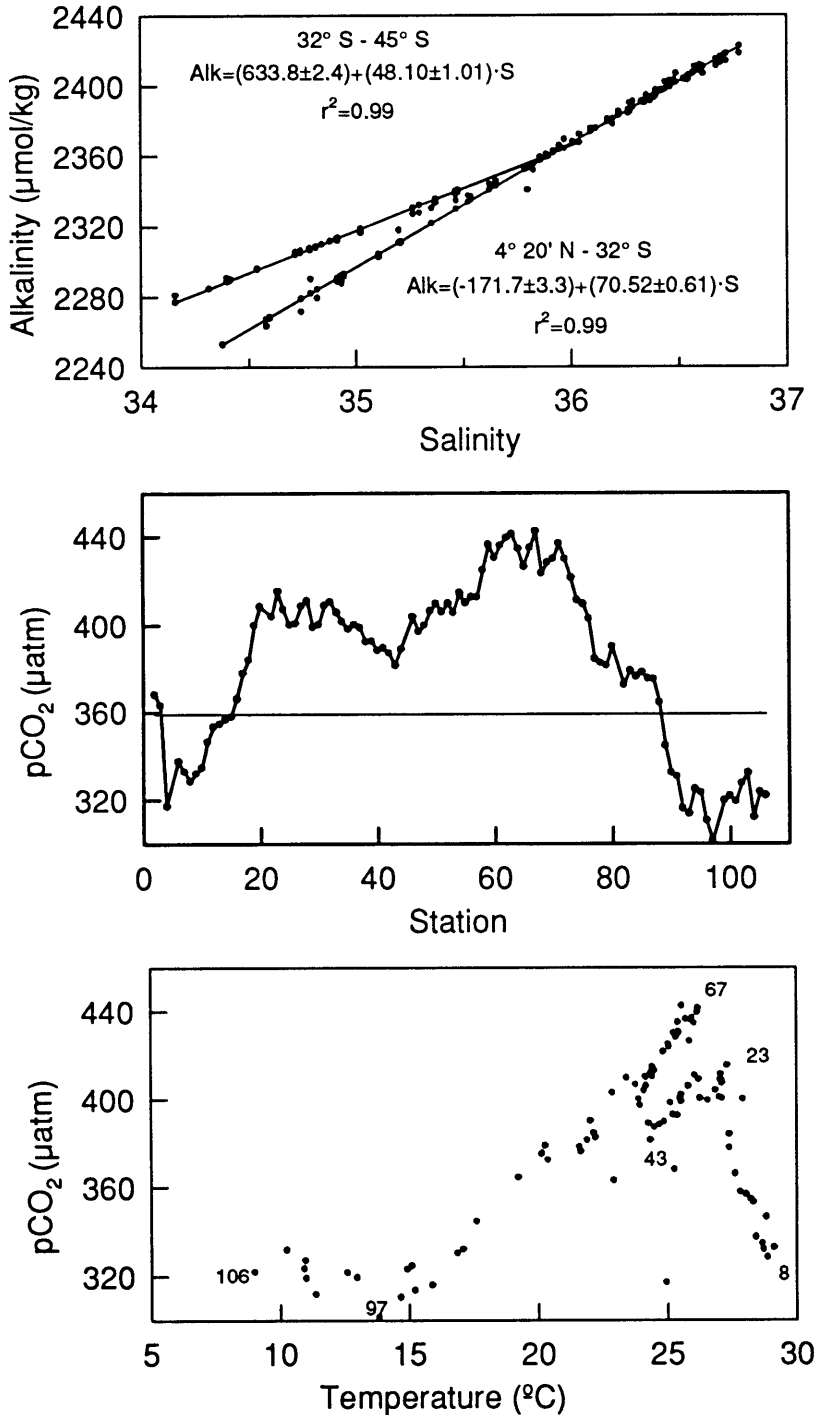 2440
2400
2360
2320
2280
2240
Alkalinity (μmol/kg)
32° S - 45° S
Alk=(633.8±2.4)+(48.10±1.01)·S
r²=0.99
4° 20' N - 32° S
Alk=(-171.7±3.3)+(70.52±0.61)·S
r²=0.99
34 35 36 37
Salinity
440
400
360
320
pCO₂ (μatm)
0 20 40 60 80 100
Station
440
400
360
320
pCO₂ (μatm)
67
23
43
106
97
8
5 10 15 20 25 30
Temperature (ºC)